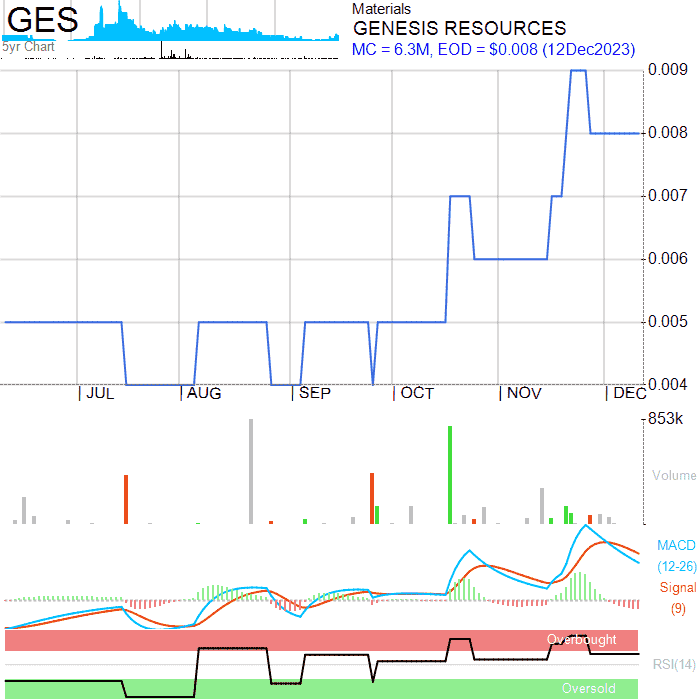 GES
5yr Chart
Materials
GENESIS RESOURCES
MC = 6.3M, EOD = $0.008 (12Dec2023)
0.009
0.008
0.007
0.006
0.005
0.004
JUL AUG SEP OCT NOV DEC
853k
Volume
MACD
(12-26)
Signal
(9)
Overbought
RSI(14)
Oversold